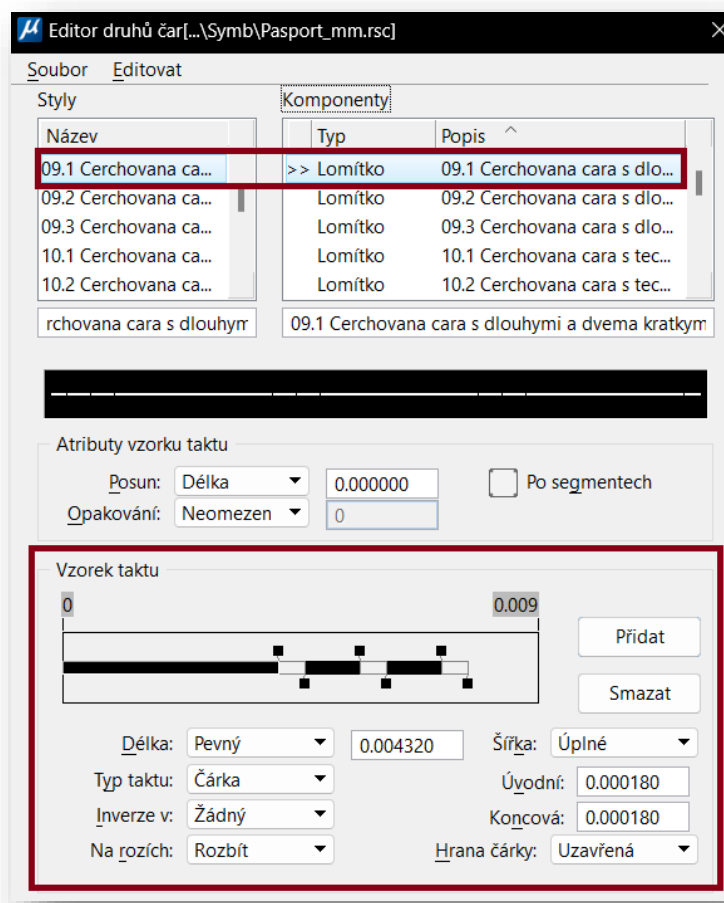 Editor druhů čar[...\Symb\Pasport_mm.rsc]
Soubor Editovat
Styly Komponenty
Název Typ Popis
09.1 Cerchovana ca... >> Lomítko 09.1 Cerchovana cara s dlo...
09.2 Cerchovana ca... Lomítko 09.2 Cerchovana cara s dlo...
09.3 Cerchovana ca... Lomítko 09.3 Cerchovana cara s dlo...
10.1 Cerchovana ca... Lomítko 10.1 Cerchovana cara s tec...
10.2 Cerchovana ca... Lomítko 10.2 Cerchovana cara s tec...
rchovana cara s dlouhym 09.1 Cerchovana cara s dlouhymi a dvema kratkym
Atributy vzorku taktu
Posun: Délka 0.000000 Po segmentech
Opakování: Neomezen 0
Vzorek taktu
0 0.009
Přidat
Smazat
Délka: Pevný 0.004320 Šířka: Úplné
Typ taktu: Čárka Úvodní: 0.000180
Inverze v: Žádný Koncová: 0.000180
Na rozích: Rozbít Hrana čárky: Uzavřená